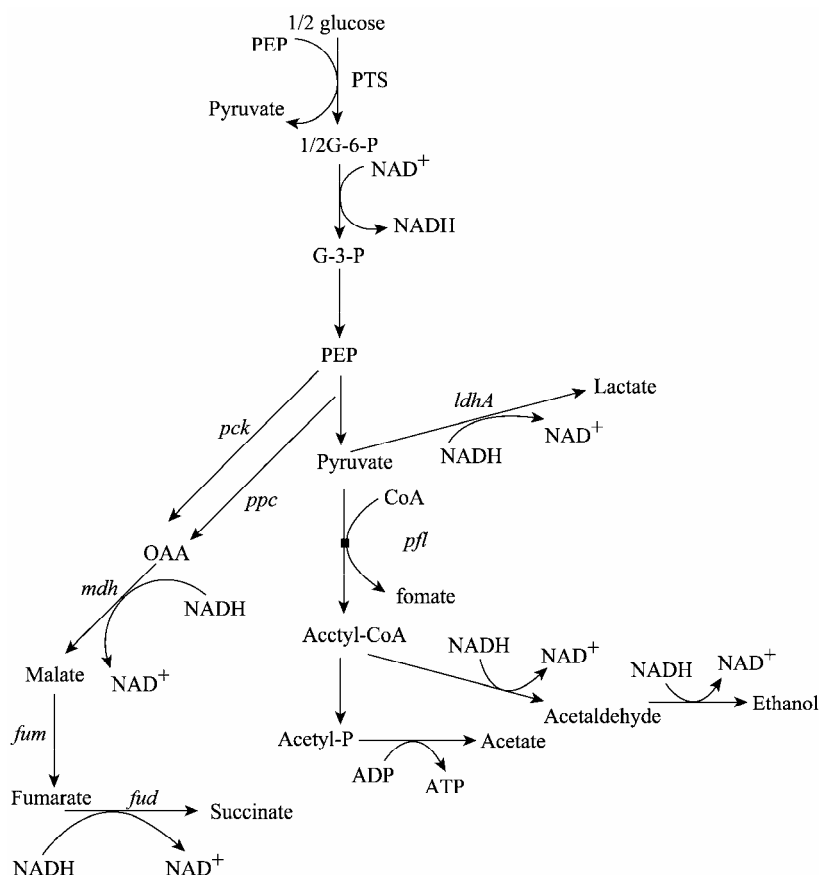 1/2 glucose
PEP
PTS
Pyruvate
1/2G-6-P
NAD+
NADII
G-3-P
PEP
Lactate
ldhA
pck
NAD+
NADH
Pyruvate
ppc
CoA
pfl
OAA
mdh
NADH
fomate
Acctyl-CoA
NADH
NAD+
NADH
NAD+
Malate
NAD+
Acetaldehyde
Ethanol
fum
Acetyl-P
Acetate
ADP
ATP
Fumarate
fud
Succinate
NADH
NAD+